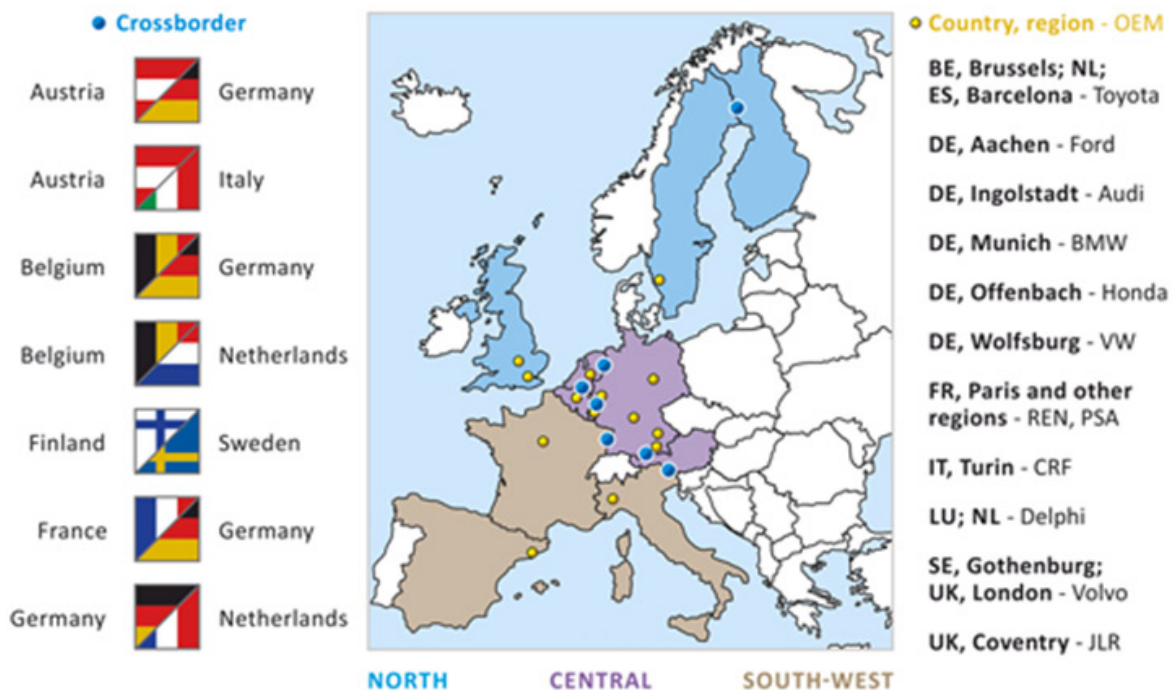 Crossborder
Austria Germany
Austria Italy
Belgium Germany
Belgium Netherlands
Finland Sweden
France Germany
Germany Netherlands
NORTH CENTRAL SOUTH-WEST
Country, region - OEM
BE, Brussels; NL;
ES, Barcelona - Toyota
DE, Aachen - Ford
DE, Ingolstadt - Audi
DE, Munich - BMW
DE, Offenbach - Honda
DE, Wolfsburg - VW
FR, Paris and other
regions - REN, PSA
IT, Turin - CRF
LU; NL - Delphi
SE, Gothenburg;
UK, London - Volvo
UK, Coventry - JLR